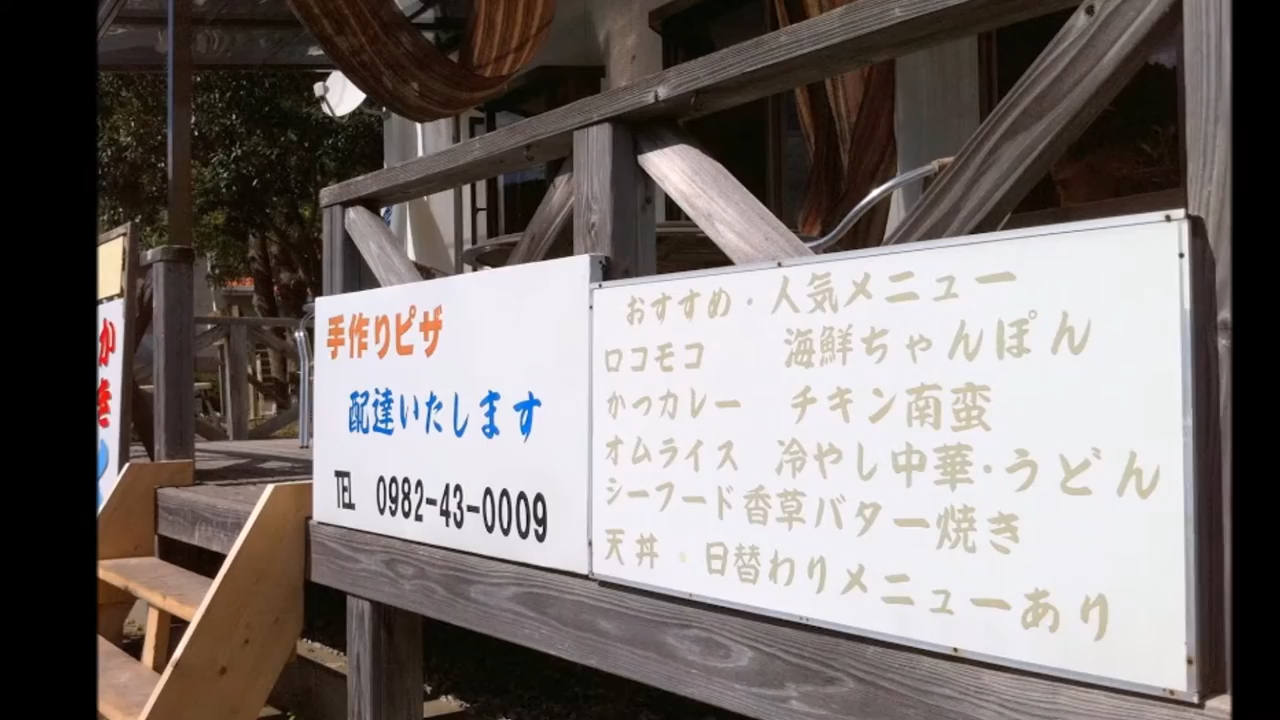 かき
手作りピザ
配達いたします
TEL 0982-43-0009
おすすめ・人気メニュー
ロコモコ 海鮮ちゃんぽん
かつカレー チキン南蛮
オムライス 冷やし中華・うどん
シーフード香草バター焼き
天丼・日替わりメニューあり